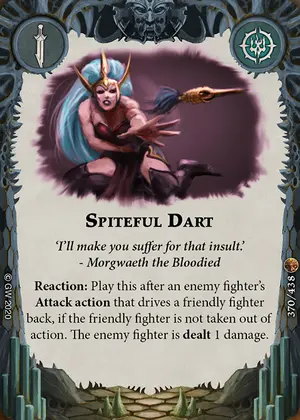 SPITEFUL DART
‘I’ll make you suffer for that insult.’
- Morgwaeth the Bloodied
Reaction: Play this after an enemy fighter’s
Attack action that drives a friendly fighter
back, if the friendly fighter is not taken out of
action. The enemy fighter is dealt 1 damage.
© GW 2020
370/438